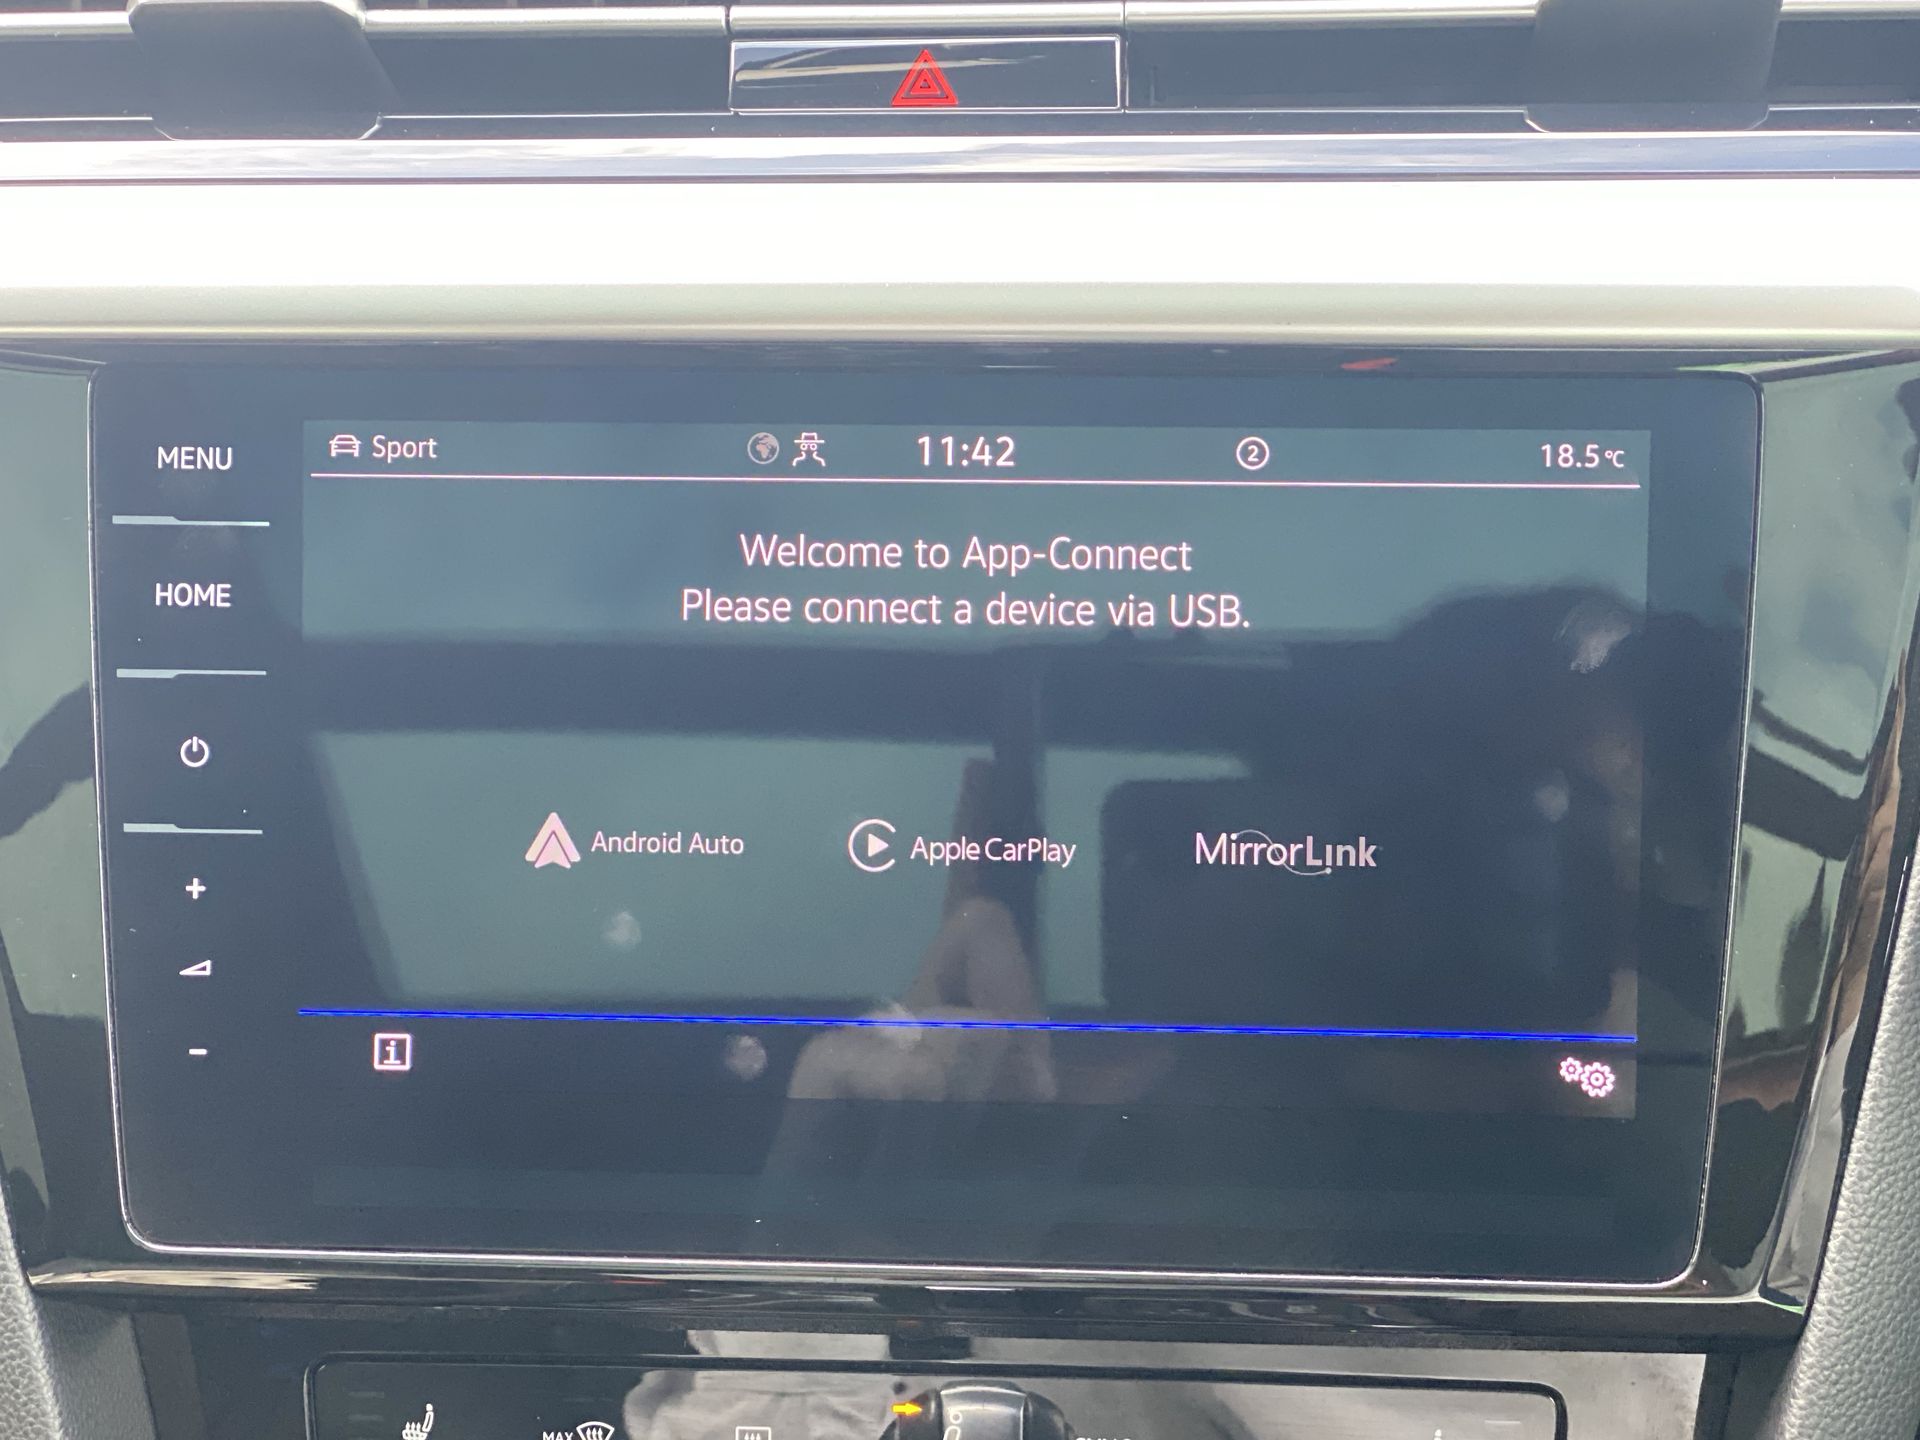 MENU
HOME
Sport
11:42
2
18.5°C
Welcome to App-Connect
Please connect a device via USB.
Android Auto
Apple CarPlay
MirrorLink
+
-
i
MAX